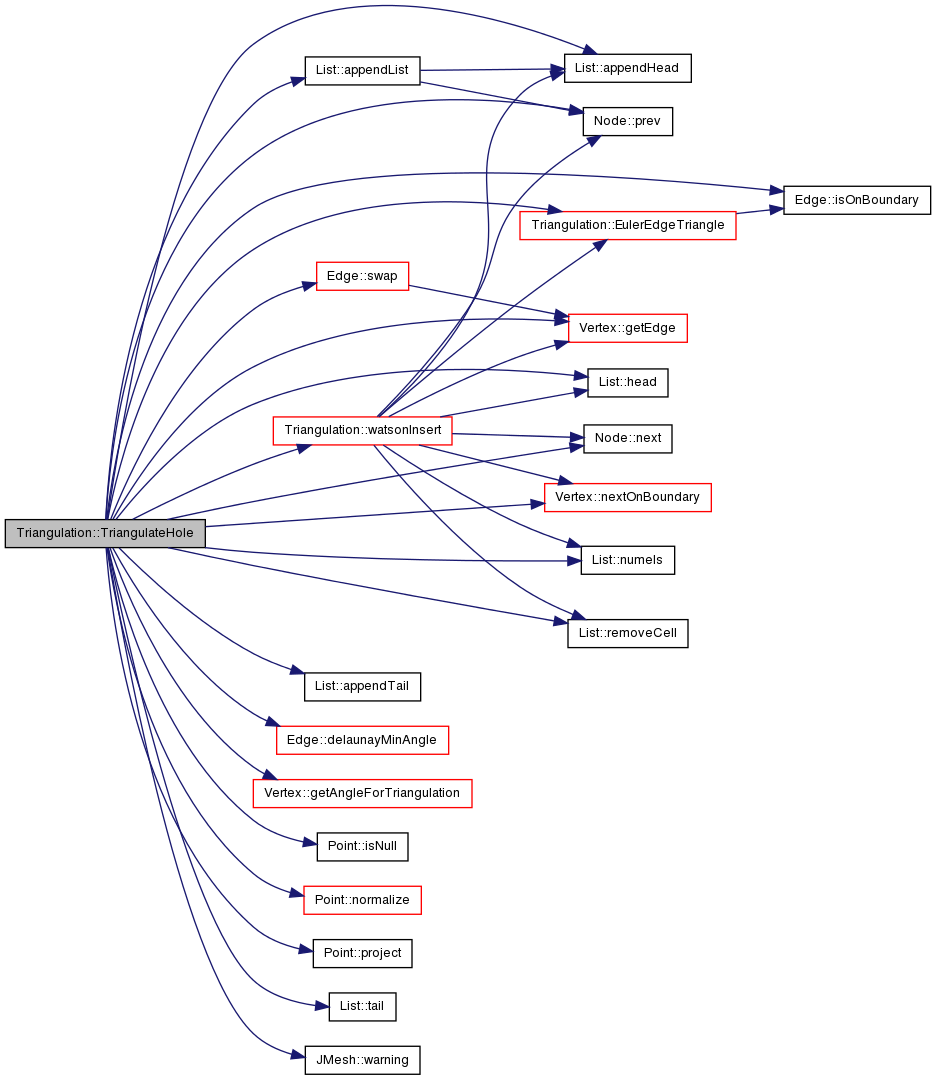 List::appendHead
List::appendList
Node::prev
Edge::isOnBoundary
Triangulation::EulerEdgeTriangle
Edge::swap
Vertex::getEdge
List::head
Triangulation::watsonInsert
Node::next
Vertex::nextOnBoundary
Triangulation::TriangulateHole
List::numels
List::removeCell
List::appendTail
Edge::delaunayMinAngle
Vertex::getAngleForTriangulation
Point::isNull
Point::normalize
Point::project
List::tail
JMesh::warning